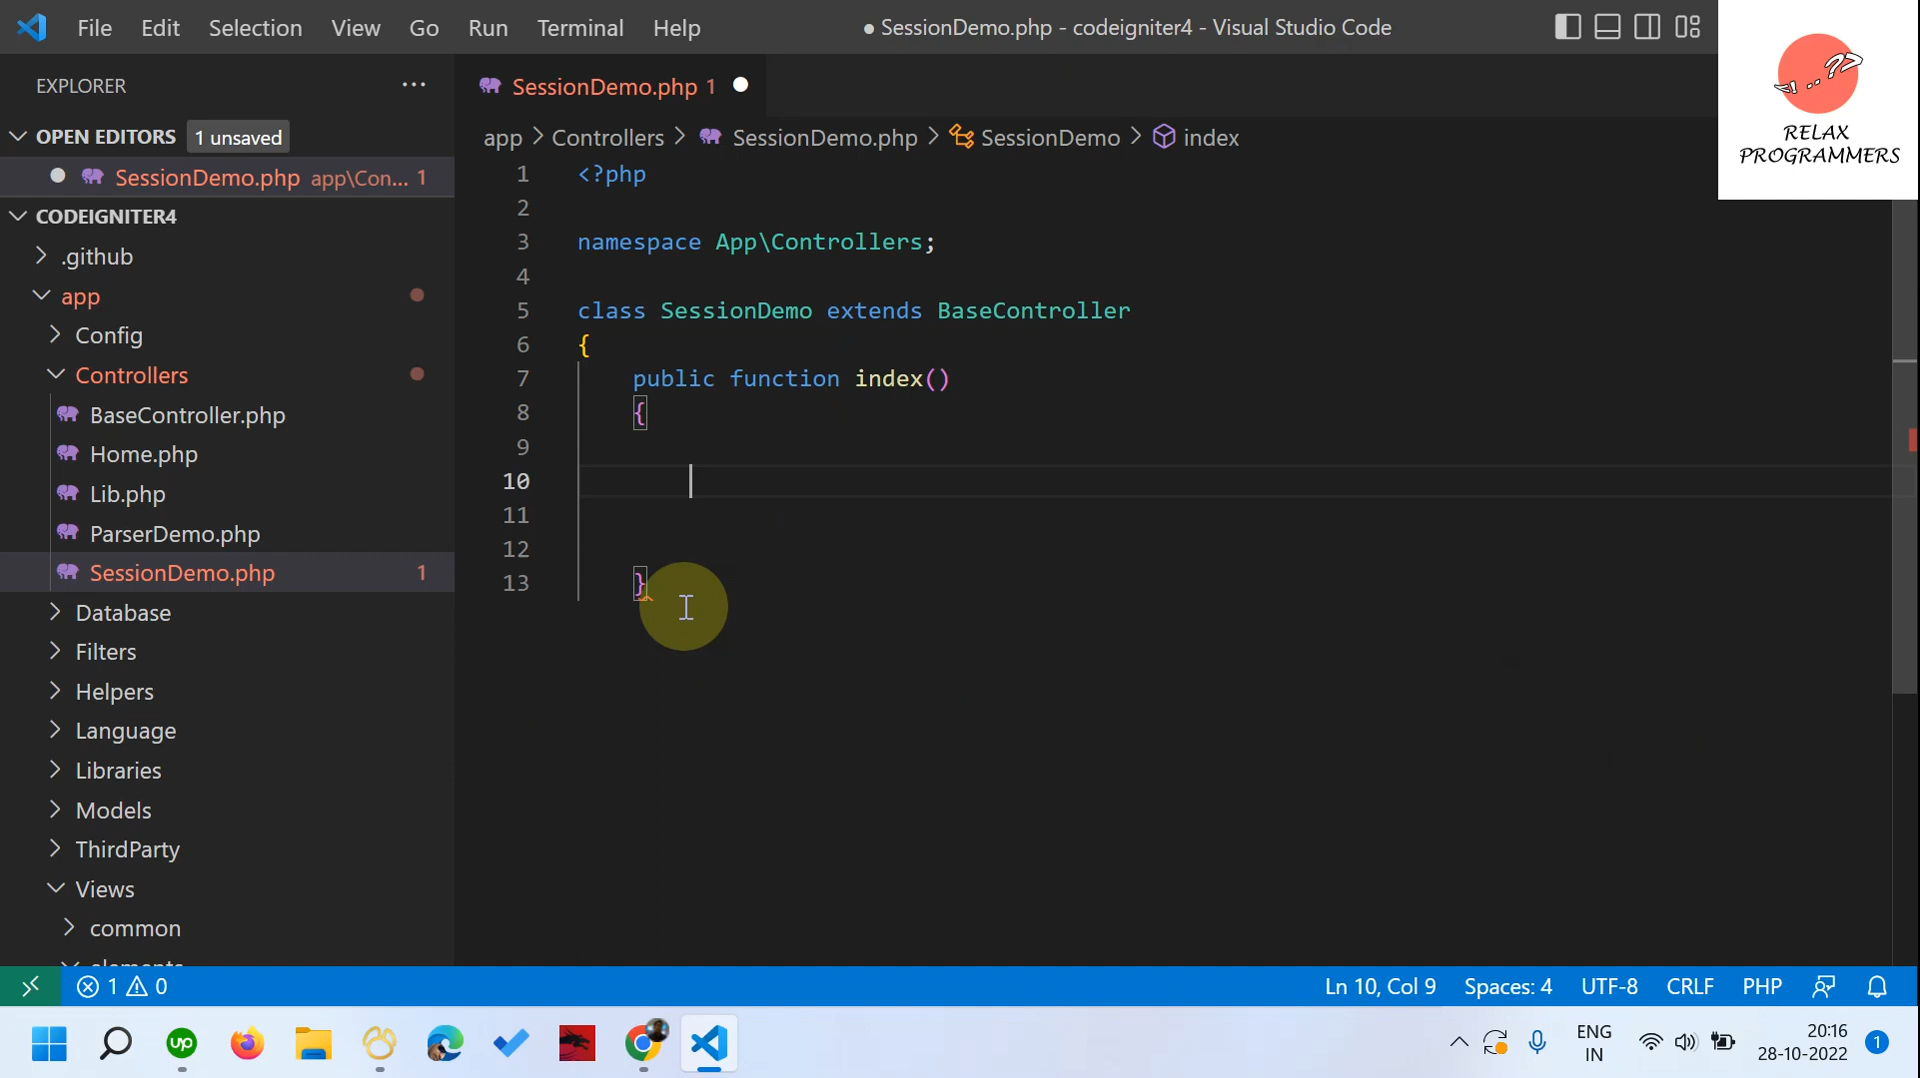 File Edit Selection View Go Run Terminal Help
● SessionDemo.php - codeigniter4 - Visual Studio Code
<!..??>
RELAX
PROGRAMMERS
EXPLORER ...
OPEN EDITORS 1 unsaved
SessionDemo.php app\Con... 1
CODEIGNITER4
.github
app
Config
Controllers
BaseController.php
Home.php
Lib.php
ParserDemo.php
SessionDemo.php 1
Database
Filters
Helpers
Language
Libraries
Models
ThirdParty
Views
common
elements
SessionDemo.php 1
app > Controllers > SessionDemo.php > SessionDemo > index
1 <?php
2
3 namespace App\Controllers;
4
5 class SessionDemo extends BaseController
6 {
7 public function index()
8 {
9
10
11
12
13 }
1 0
Ln 10, Col 9 Spaces: 4 UTF-8 CRLF PHP
up
ENG
IN
20:16
28-10-2022
1